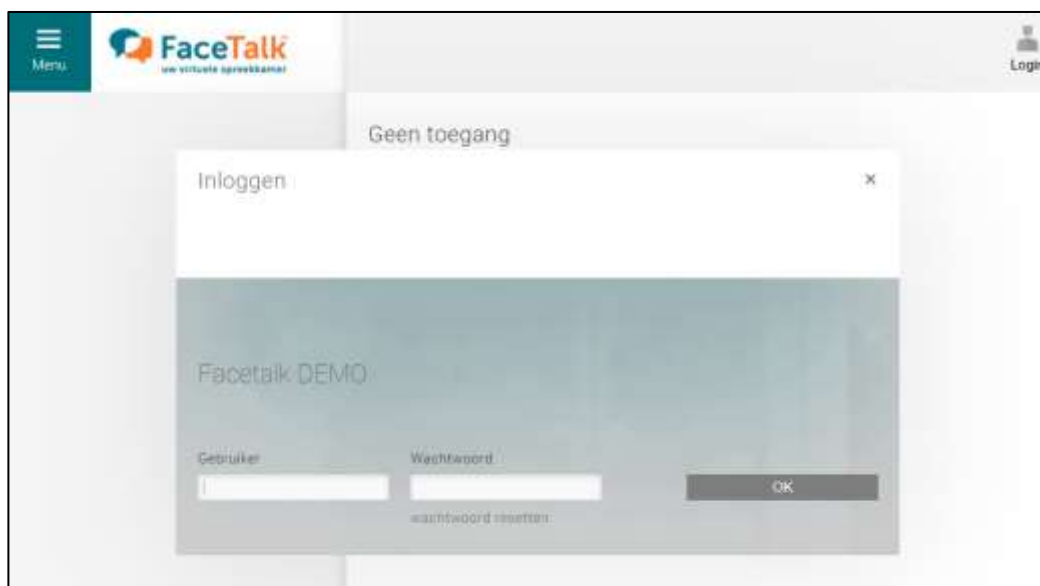 Menu
FaceTalk
uw virtuele spreekkamer
Login
Geen toegang
Inloggen
×
Facetalk DEMO
Gebruiker
Wachtwoord
OK
wachtwoord resetten